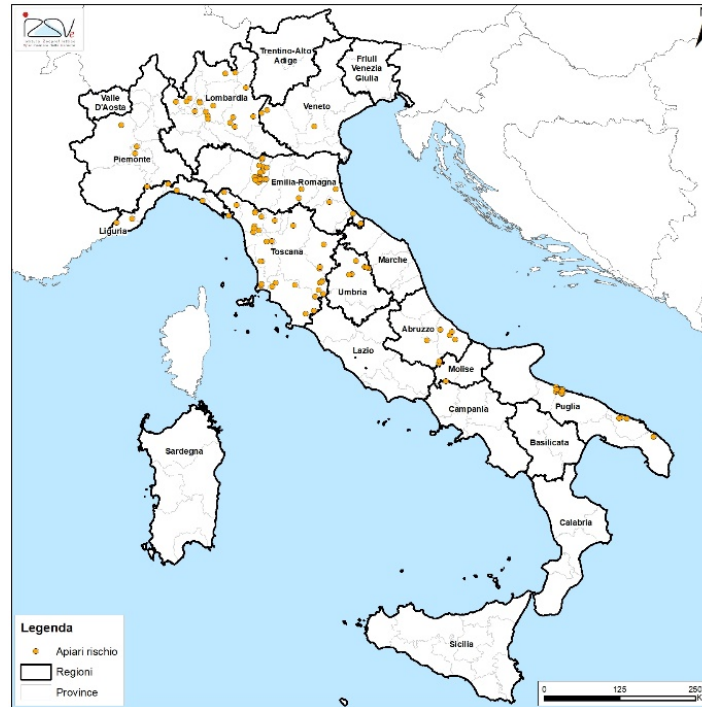 IZSVe
N
Trentino-Alto
Adige
Friuli
Venezia
Giulia
Valle
D'Aosta
Lombardia
Veneto
Piemonte
Emilia-Romagna
Liguria
Toscana
Marche
Umbria
Abruzzo
Lazio
Molise
Campania
Puglia
Basilicata
Sardegna
Calabria
Sicilia
Legenda
Apiari rischio
Regioni
Province
0
125
250
K